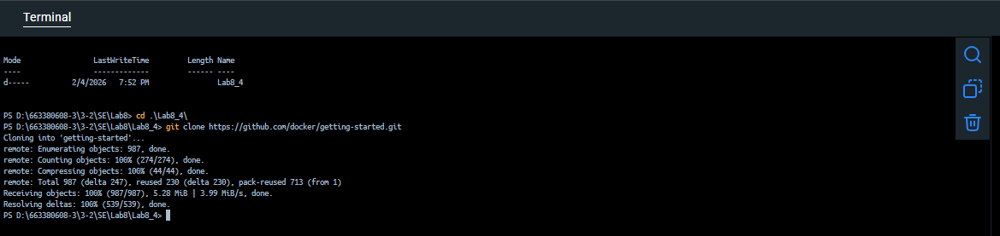 Terminal
Mode                LastWriteTime         Length Name
----                -------------         ------ ----
d-----         2/4/2026   7:52 PM                Lab8_4
PS D:\663380608-3\3-2\SE\Lab8> cd .\Lab8_4\
PS D:\663380608-3\3-2\SE\Lab8\Lab8_4> git clone https://github.com/docker/getting-started.git
Cloning into 'getting-started'...
remote: Enumerating objects: 987, done.
remote: Counting objects: 100% (274/274), done.
remote: Compressing objects: 100% (44/44), done.
remote: Total 987 (delta 247), reused 230 (delta 230), pack-reused 713 (from 1)
Receiving objects: 100% (987/987), 5.28 MiB | 3.99 MiB/s, done.
Resolving deltas: 100% (539/539), done.
PS D:\663380608-3\3-2\SE\Lab8\Lab8_4>